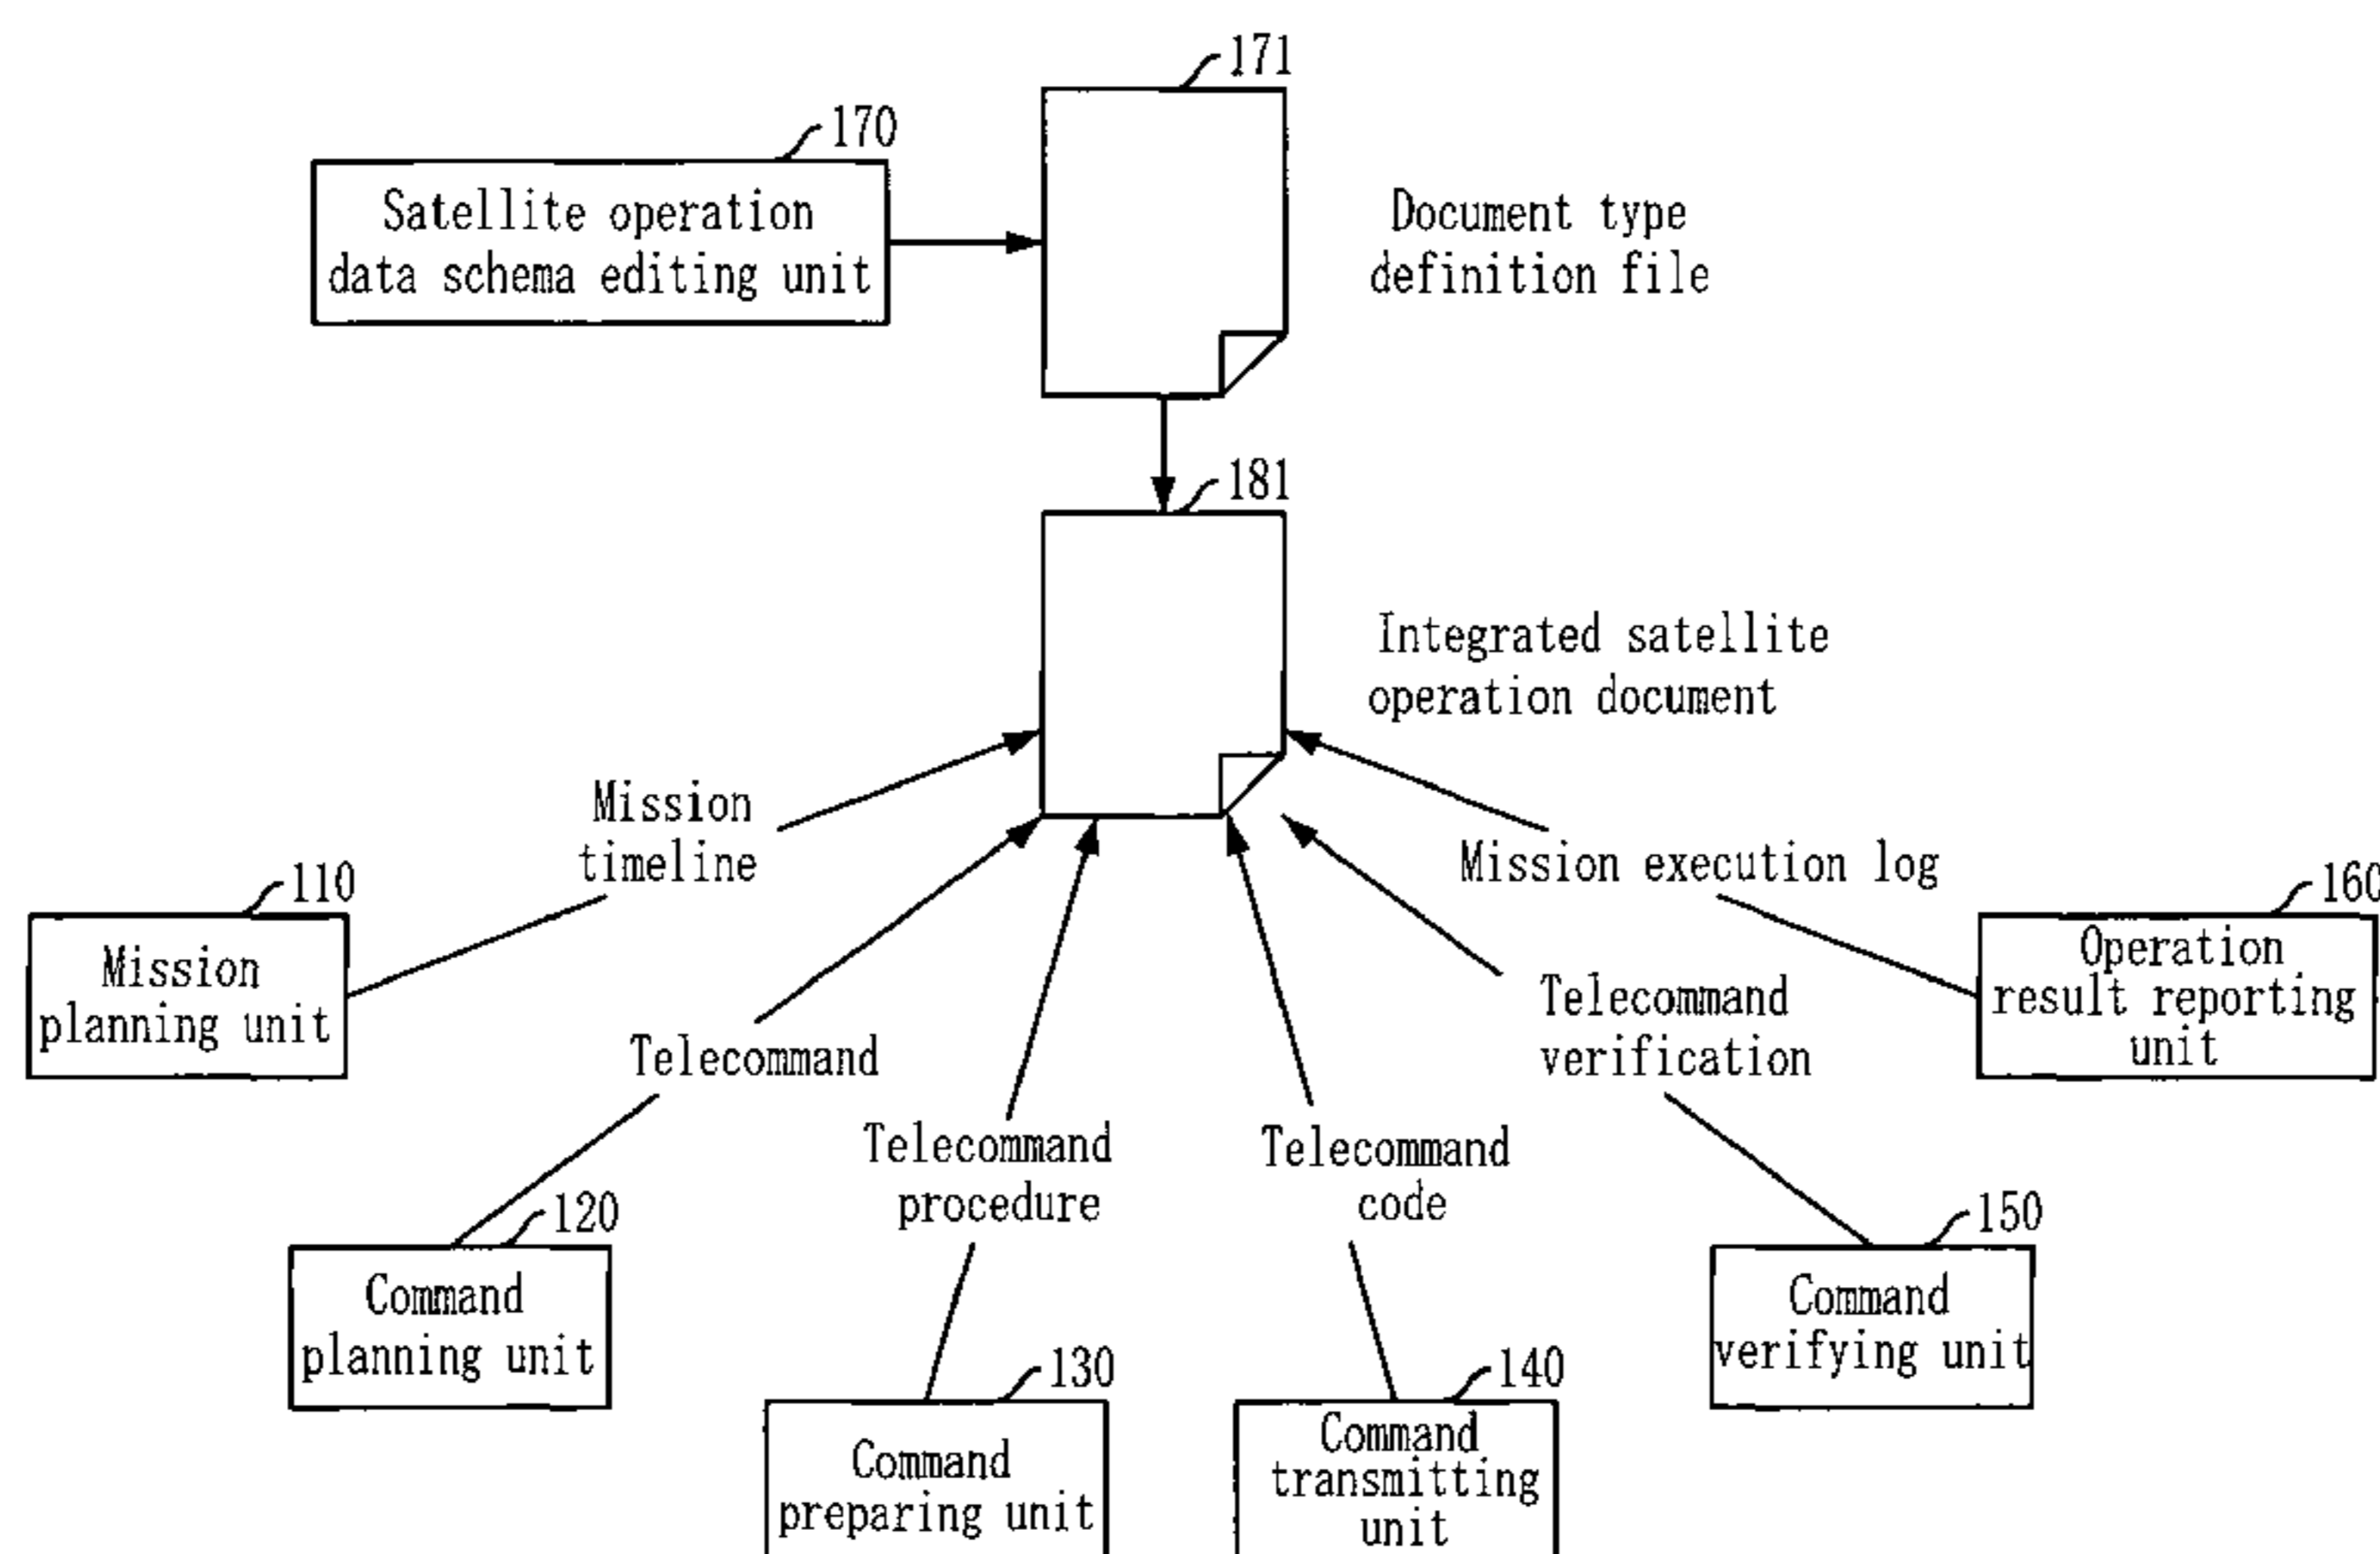 171
170
Satellite operation
data schema editing unit
Document type
definition file
181
Integrated satellite
operation document
Mission
timeline
Mission execution log
110
Mission
planning unit
160
Operation
result reporting
unit
Telecommand
Telecommand
verification
Telecommand
procedure
Telecommand
code
120
Command
planning unit
150
Command
verifying unit
130
Command
preparing unit
140
Command
transmitting
unit